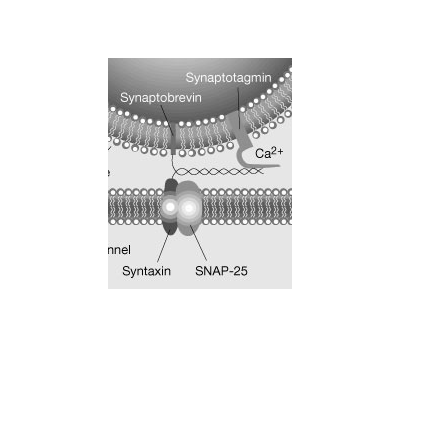 Synaptotagmin
Synaptobrevin
Ca2+
e
nnel
Syntaxin
SNAP-25